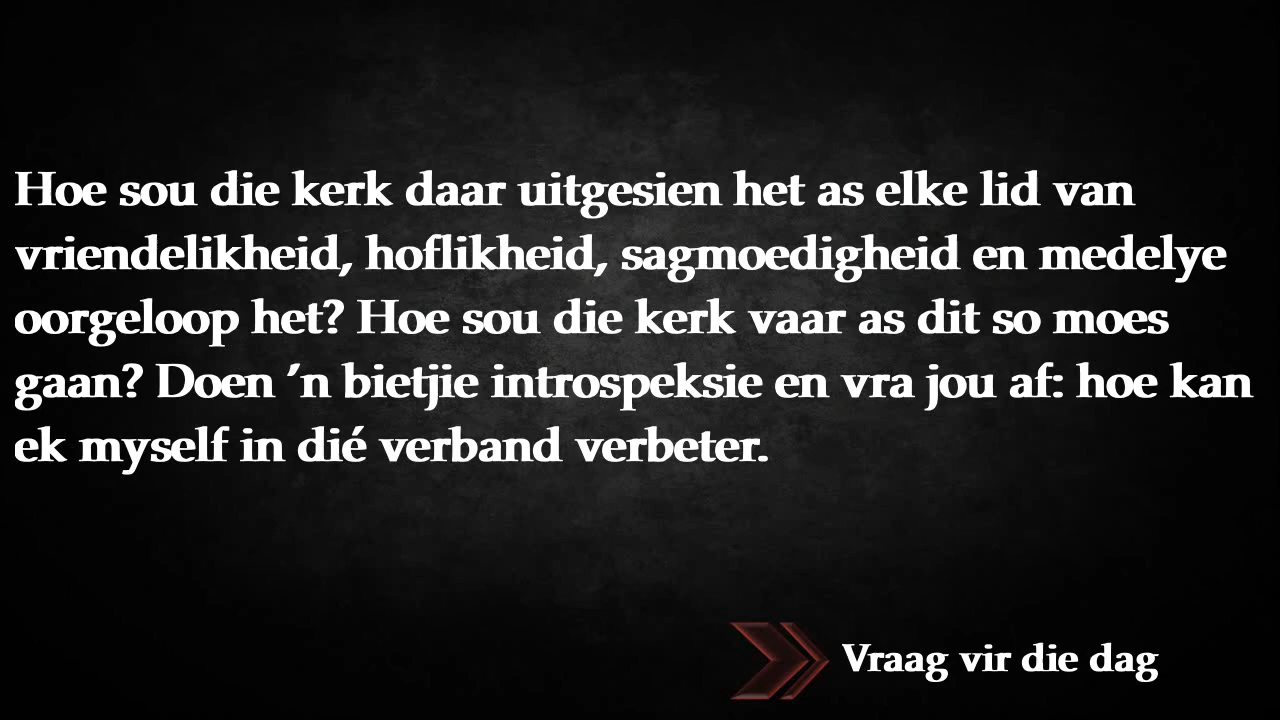 Hoe sou die kerk daar uitgesien het as elke lid van
vriendelikheid, hoflikheid, sagmoedigheid en medelye
oorgeloop het? Hoe sou die kerk vaar as dit so moes
gaan? Doen ’n bietjie introspeksie en vra jou af: hoe kan
ek myself in dié verband verbeter.
Vraag vir die dag